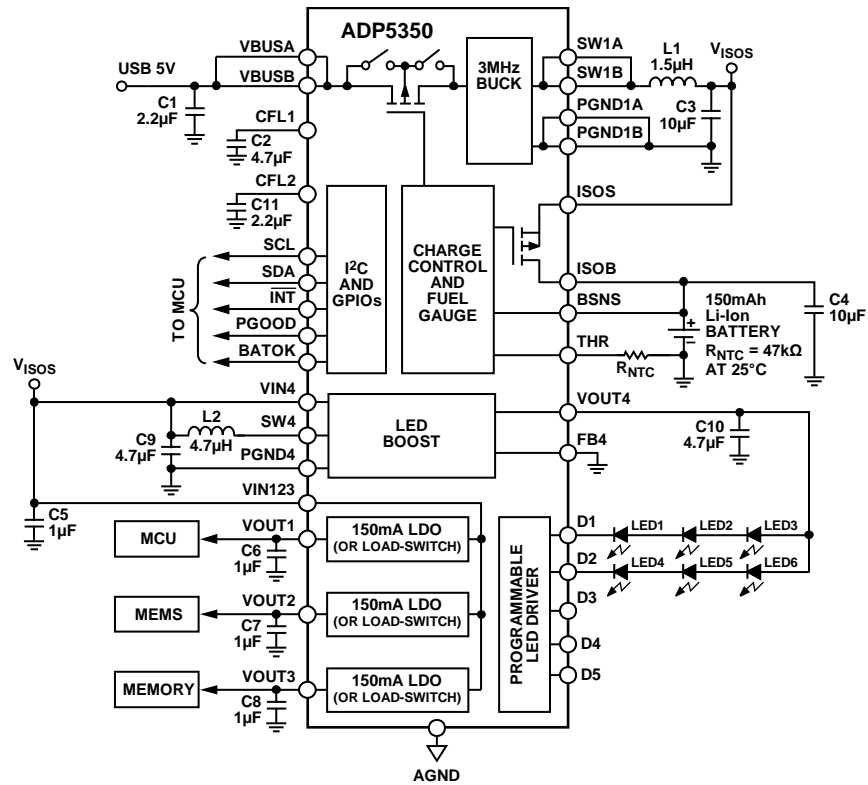 ADP5350
USB 5V
C1
2.2µF
VBUSA
VBUSB
3MHz
BUCK
SW1A
SW1B
PGND1A
PGND1B
L1
1.5µH
VISOS
C3
10µF
CFL1
C2
4.7µF
CFL2
C11
2.2µF
TO MCU
SCL
SDA
INT
PGOOD
BATOK
I2C
AND
GPIOs
CHARGE
CONTROL
AND
FUEL
GAUGE
ISOS
ISOB
BSNS
THR
RNTC
150mAh
Li-Ion
BATTERY
RNTC = 47kΩ
AT 25°C
C4
10µF
VISOS
VIN4
L2
4.7µH
SW4
C9
4.7µF
PGND4
LED
BOOST
VOUT4
FB4
C10
4.7µF
VIN123
C5
1µF
MCU
VOUT1
C6
1µF
150mA LDO
(OR LOAD-SWITCH)
MEMS
VOUT2
C7
1µF
150mA LDO
(OR LOAD-SWITCH)
MEMORY
VOUT3
C8
1µF
150mA LDO
(OR LOAD-SWITCH)
PROGRAMMABLE
LED DRIVER
D1
LED1
LED2
LED3
D2
LED4
LED5
LED6
D3
D4
D5
AGND